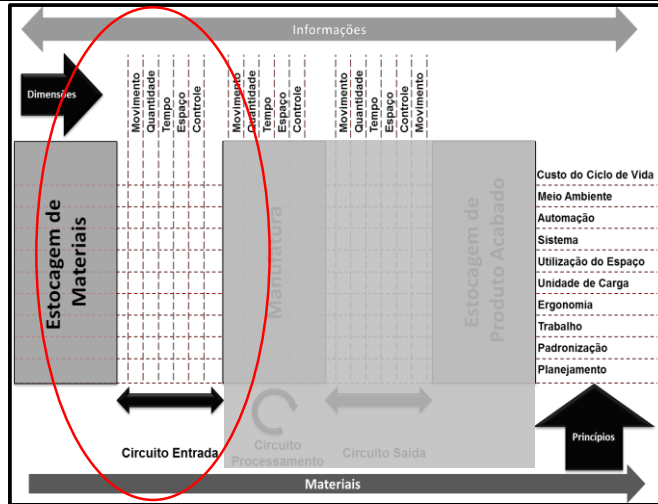 Informações
Dimensões
Movimento
Quantidade
Tempo
Espaço
Controle
Movimento
Quantidade
Tempo
Espaço
Controle
Movimento
Quantidade
Tempo
Espaço
Controle
Movimento
Estocagem de
Materiais
Manufatura
Estocagem de
Produto Acabado
Custo do Ciclo de Vida
Meio Ambiente
Automação
Sistema
Utilização do Espaço
Unidade de Carga
Ergonomia
Trabalho
Padronização
Planejamento
Circuito Entrada
Circuito
Processamento
Circuito Saída
Princípios
Materiais